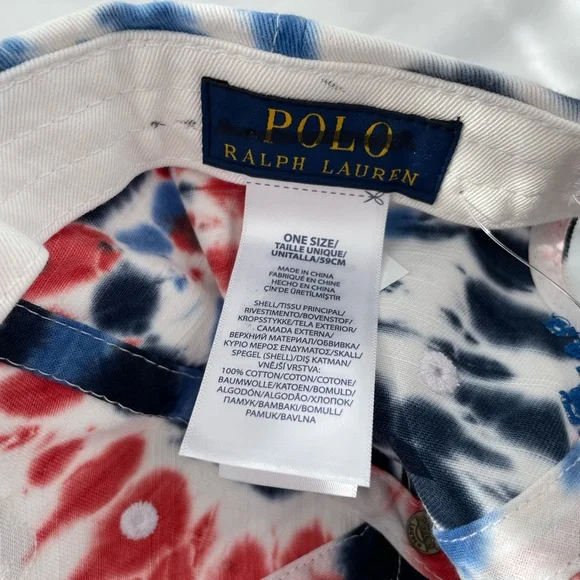 POLO
RALPH LAUREN
ONE SIZE/
TAILLE UNIQUE/
UNITALLA/59CM
MADE IN CHINA
FABRIQUE EN CHINE
HECHO EN CHINA
ÇİN'DE ÜRETİLMİŞTİR
SHELL/TISSU PRINCIPAL/
RIVESTIMENTO/BOVENSTOF/
KROPSSTYKKE/TELA EXTERIOR/
CAMADA EXTERNA/
ВЕРХНИЙ МАТЕРИАЛ/ОБВИВКА/
ΚΥΡΙΟ ΜΕΡΟΣ ΕΝΔΥΜΑΤΟΣ/SKALL/
SPEGEL (SHELL)/DIŞ KATMAN/
VNĚJŠÍ VRSTVA:
100% COTTON/COTON/COTONE/
BAUMWOLLE/KATOEN/BOMULD/
ALGODÓN/ALGODÃO/ХЛОПОК/
ПАМУК/ΒΑΜΒΑΚΙ/BOMULL/
PAMUK/BAVLNA